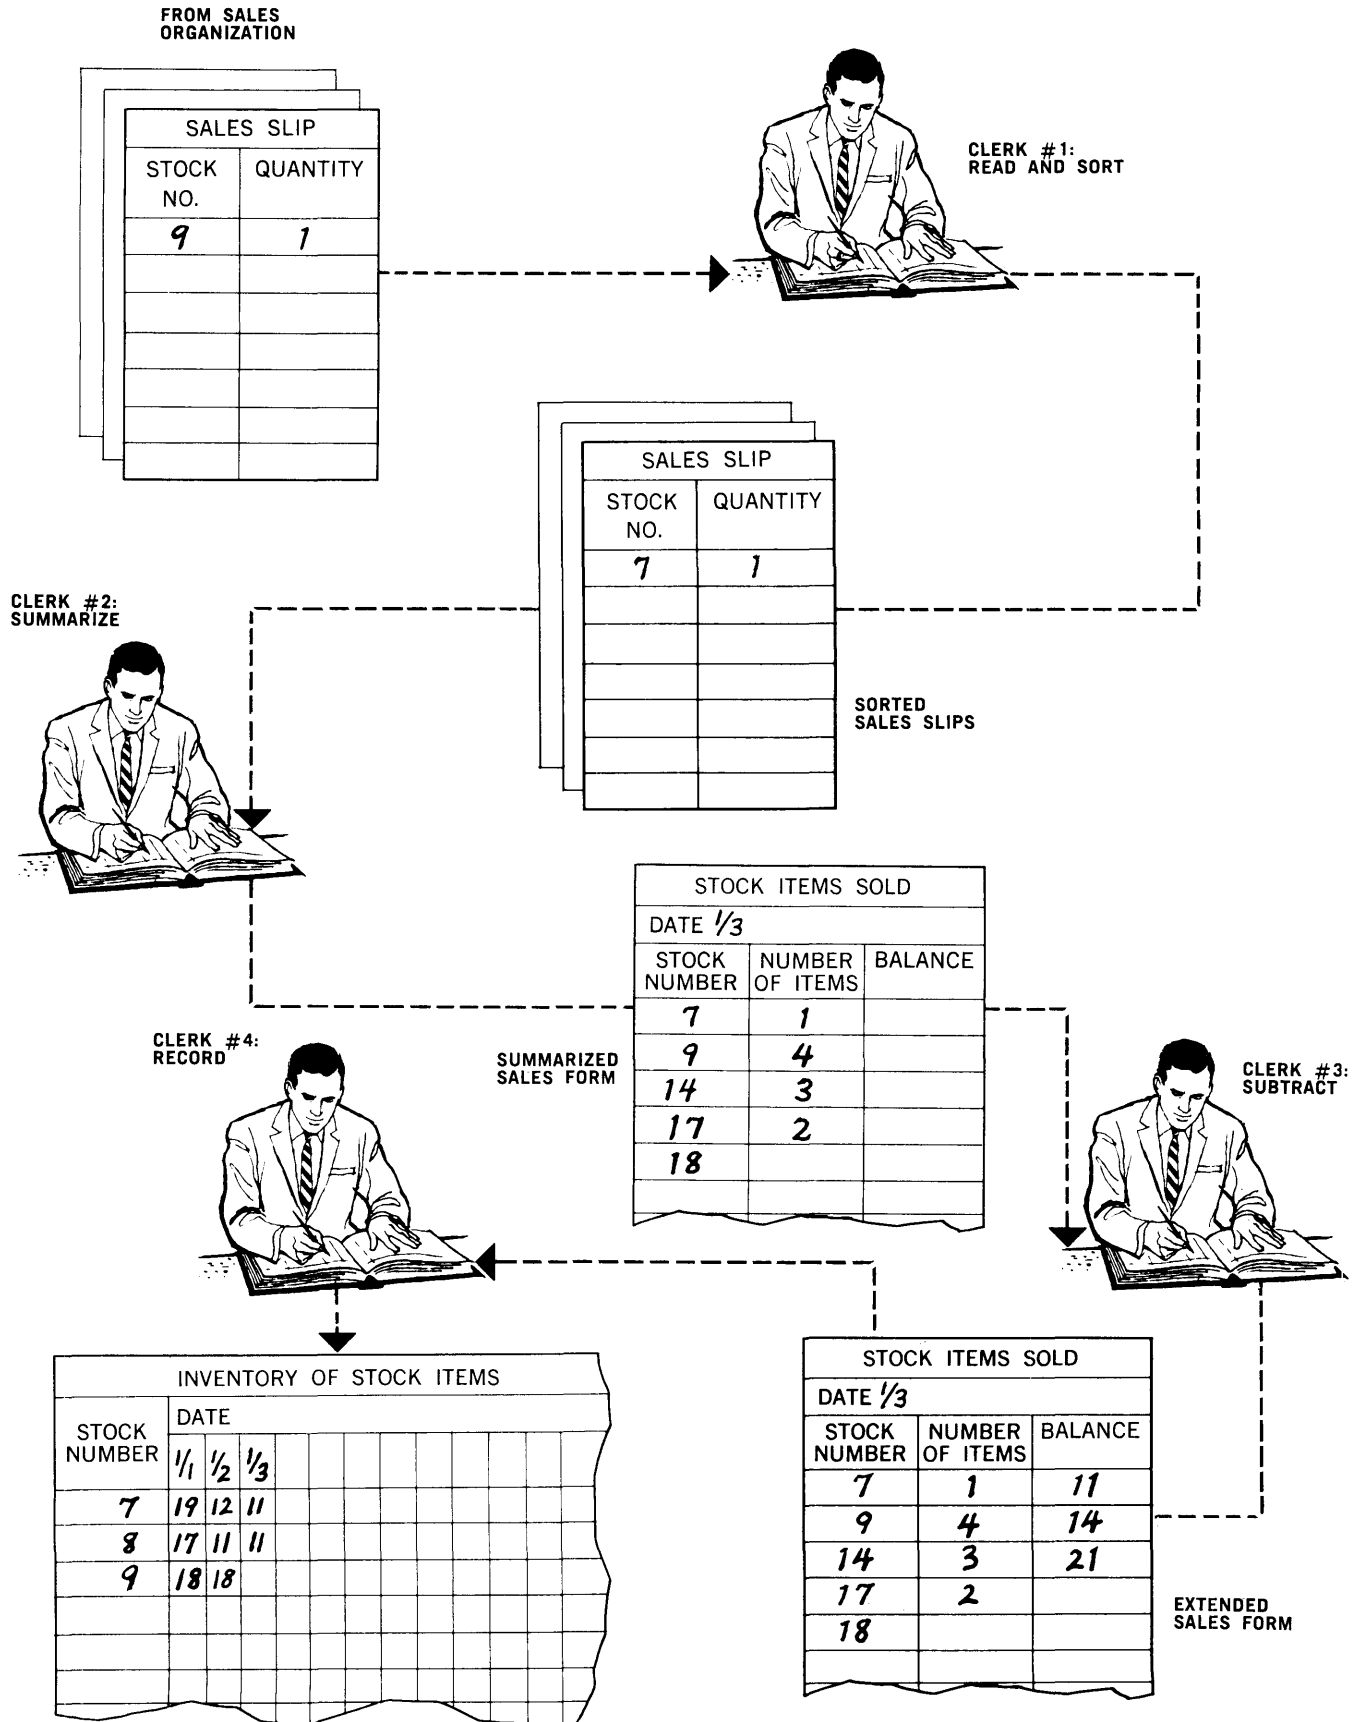 FROM SALES
ORGANIZATION
SALES SLIP
STOCK NO. QUANTITY
9 1
CLERK #1:
READ AND SORT
SALES SLIP
STOCK NO. QUANTITY
7 1
SORTED
SALES SLIPS
CLERK #2:
SUMMARIZE
STOCK ITEMS SOLD
DATE 1/3
STOCK NUMBER NUMBER OF ITEMS BALANCE
7 1
9 4
14 3
17 2
18
SUMMARIZED
SALES FORM
CLERK #3:
SUBTRACT
STOCK ITEMS SOLD
DATE 1/3
STOCK NUMBER NUMBER OF ITEMS BALANCE
7 1 11
9 4 14
14 3 21
17 2
18
EXTENDED
SALES FORM
CLERK #4:
RECORD
INVENTORY OF STOCK ITEMS
STOCK NUMBER DATE
1/1 1/2 1/3
7 19 12 11
8 17 11 11
9 18 18